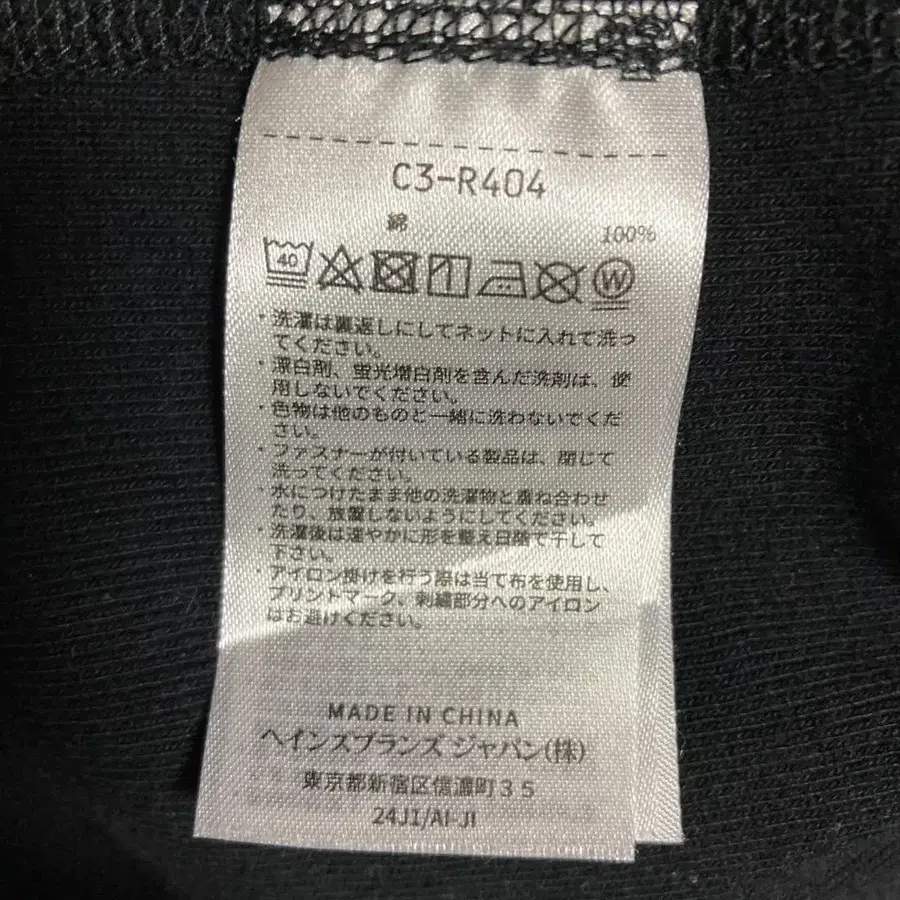 C3-R404
綿 100%
40
W
・洗濯は裏返しにしてネットに入れて洗っ
てください。
・漂白剤、蛍光増白剤を含んだ洗剤は、使
用しないでください。
・色物は他のものと一緒に洗わないでくだ
さい。
・ファスナーが付いている製品は、閉じて
洗ってください。
・水につけたまま他の洗濯物と重ね合わせ
たり、放置しないようにしてください。
・洗濯後は速やかに形を整え日陰で干して
下さい。
・アイロン掛けを行う際は当て布を使用し、
プリントマーク、刺繍部分へのアイロン
はお避けください。
MADE IN CHINA
ヘインズブランズ ジャパン(株)
東京都新宿区信濃町35
24J1/AI-JI